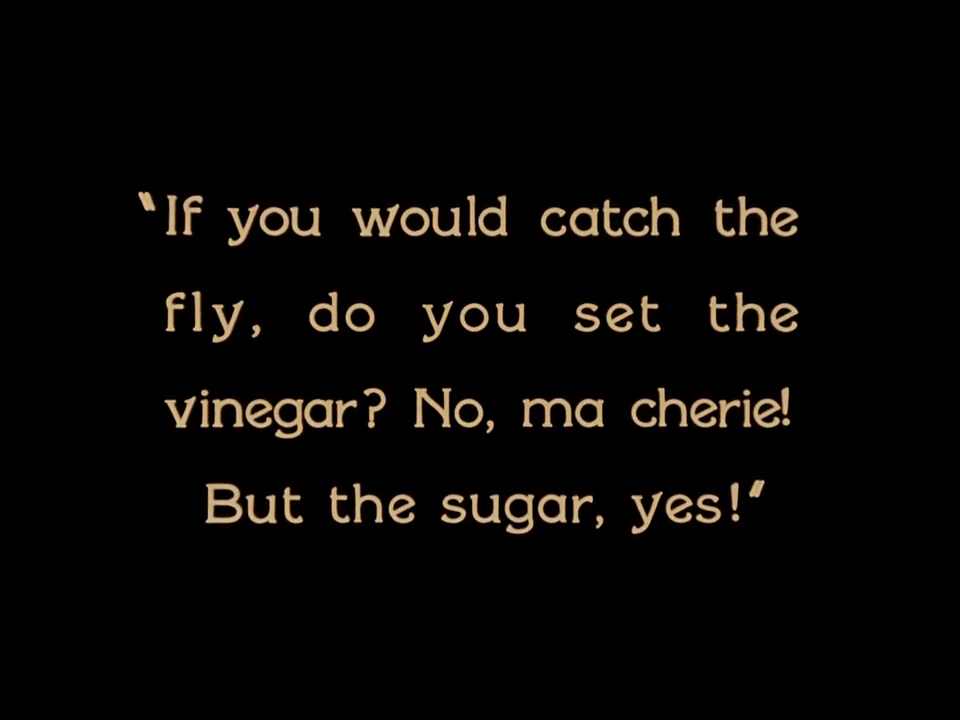 “If you would catch the
fly, do you set the
vinegar? No, ma cherie!
But the sugar, yes!”